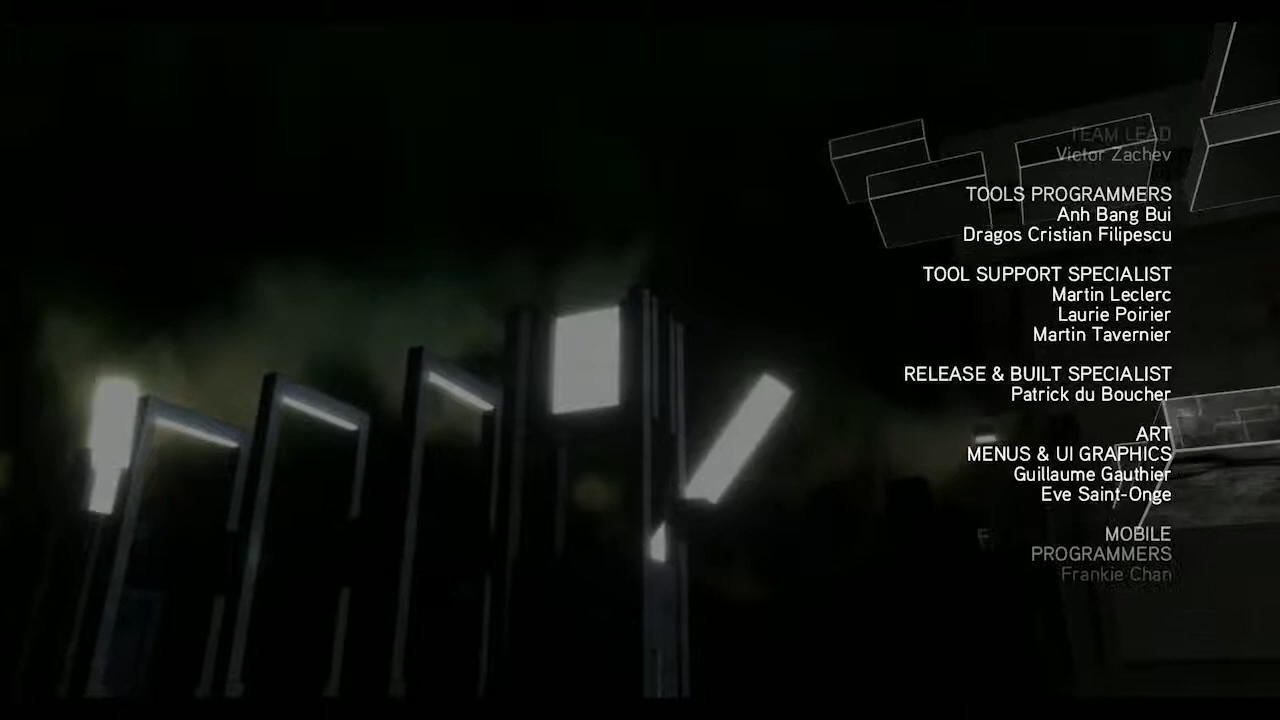 TEAM LEAD
Victor Zachev
TOOLS PROGRAMMERS
Anh Bang Bui
Dragos Cristian Filipescu
TOOL SUPPORT SPECIALIST
Martin Leclerc
Laurie Poirier
Martin Tavernier
RELEASE & BUILT SPECIALIST
Patrick du Boucher
ART
MENUS & UI GRAPHICS
Guillaume Gauthier
Eve Saint-Onge
MOBILE
PROGRAMMERS
Frankie Chan